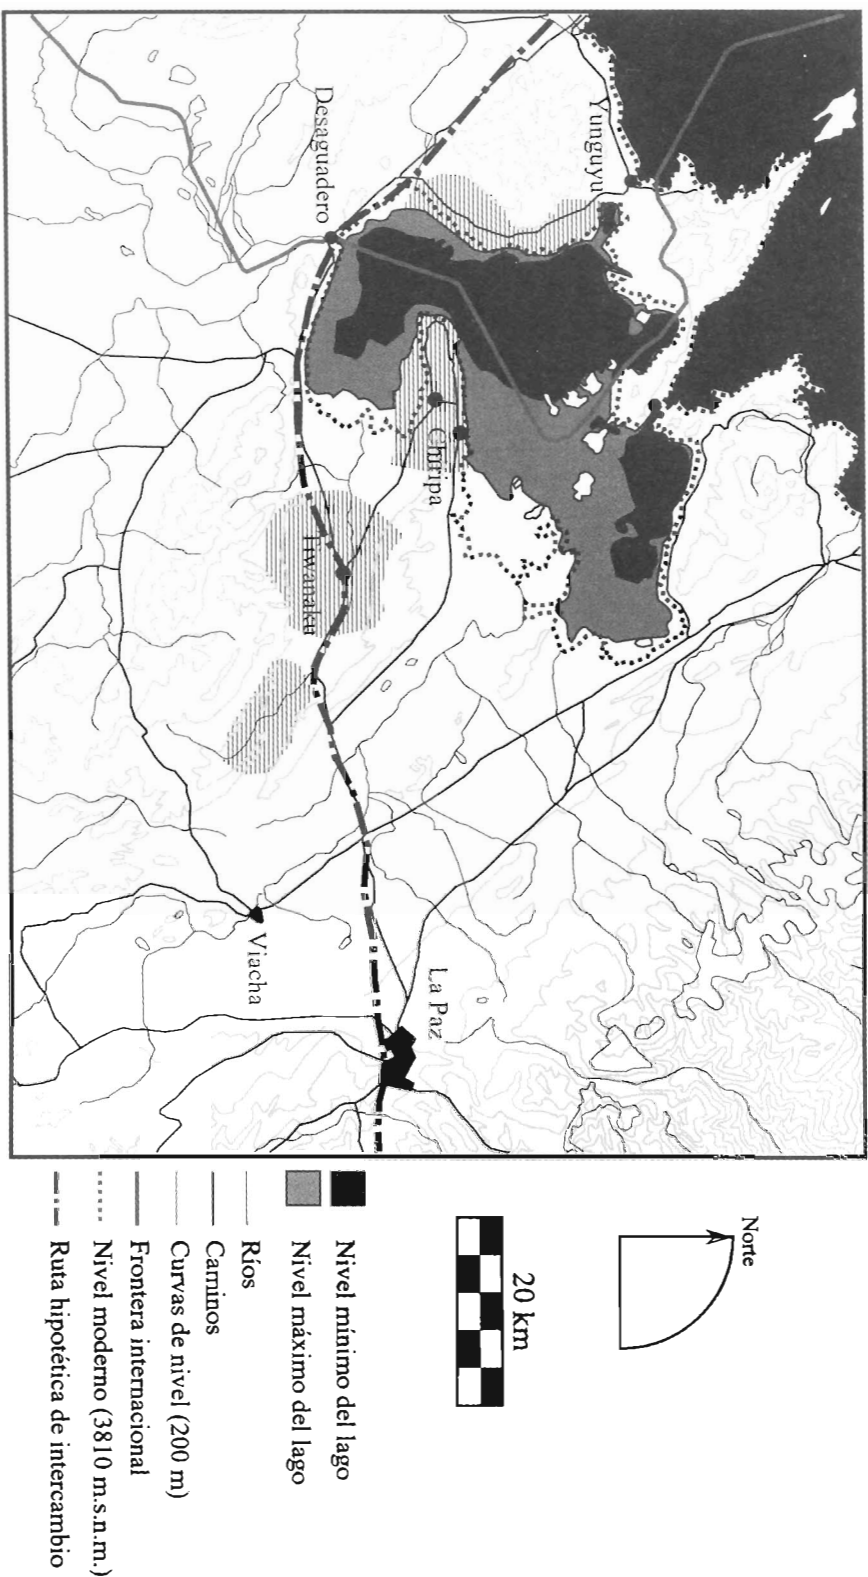 Yunguyu
Desaguadero
Chiripa
Tiwanaku
Viacha
La Paz
Norte
20 km
Nivel mínimo del lago
Nivel máximo del lago
Ríos
Caminos
Curvas de nivel (200 m)
Frontera internacional
Nivel moderno (3810 m.s.n.m.)
Ruta hipotética de intercambio